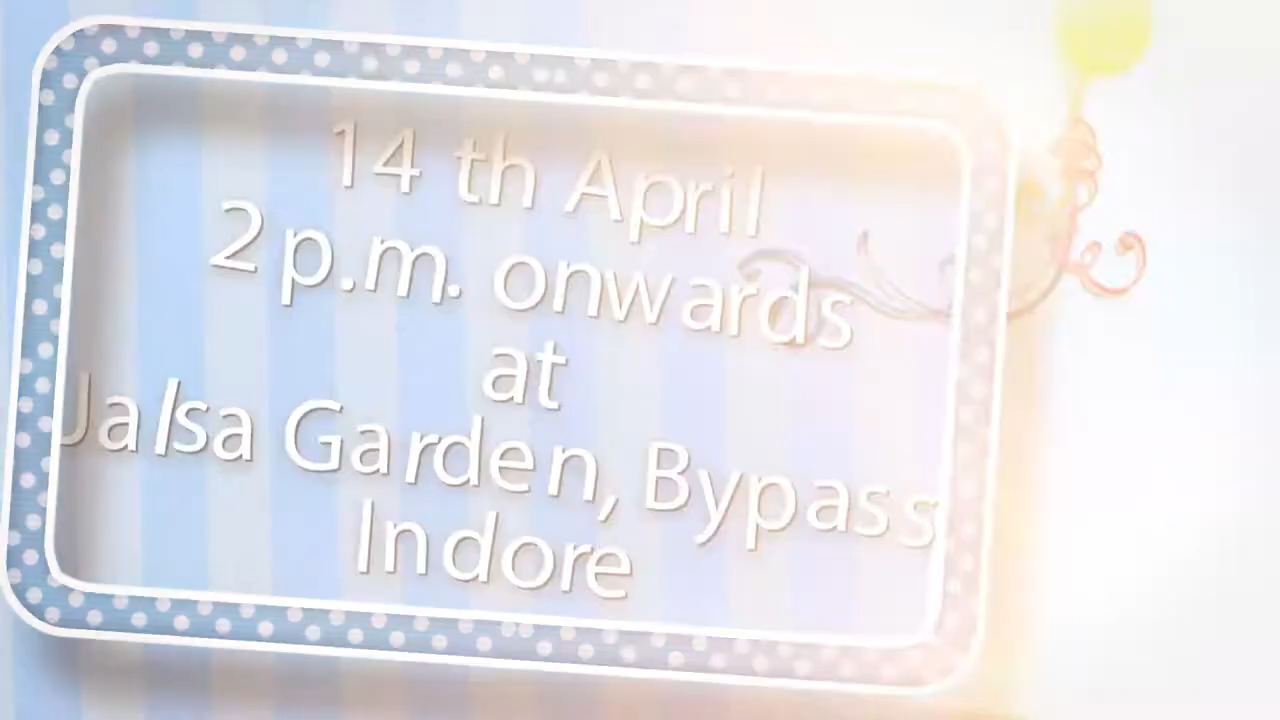 14 th April
2 p.m. onwards
at
Jalsa Garden, Bypass
Indore